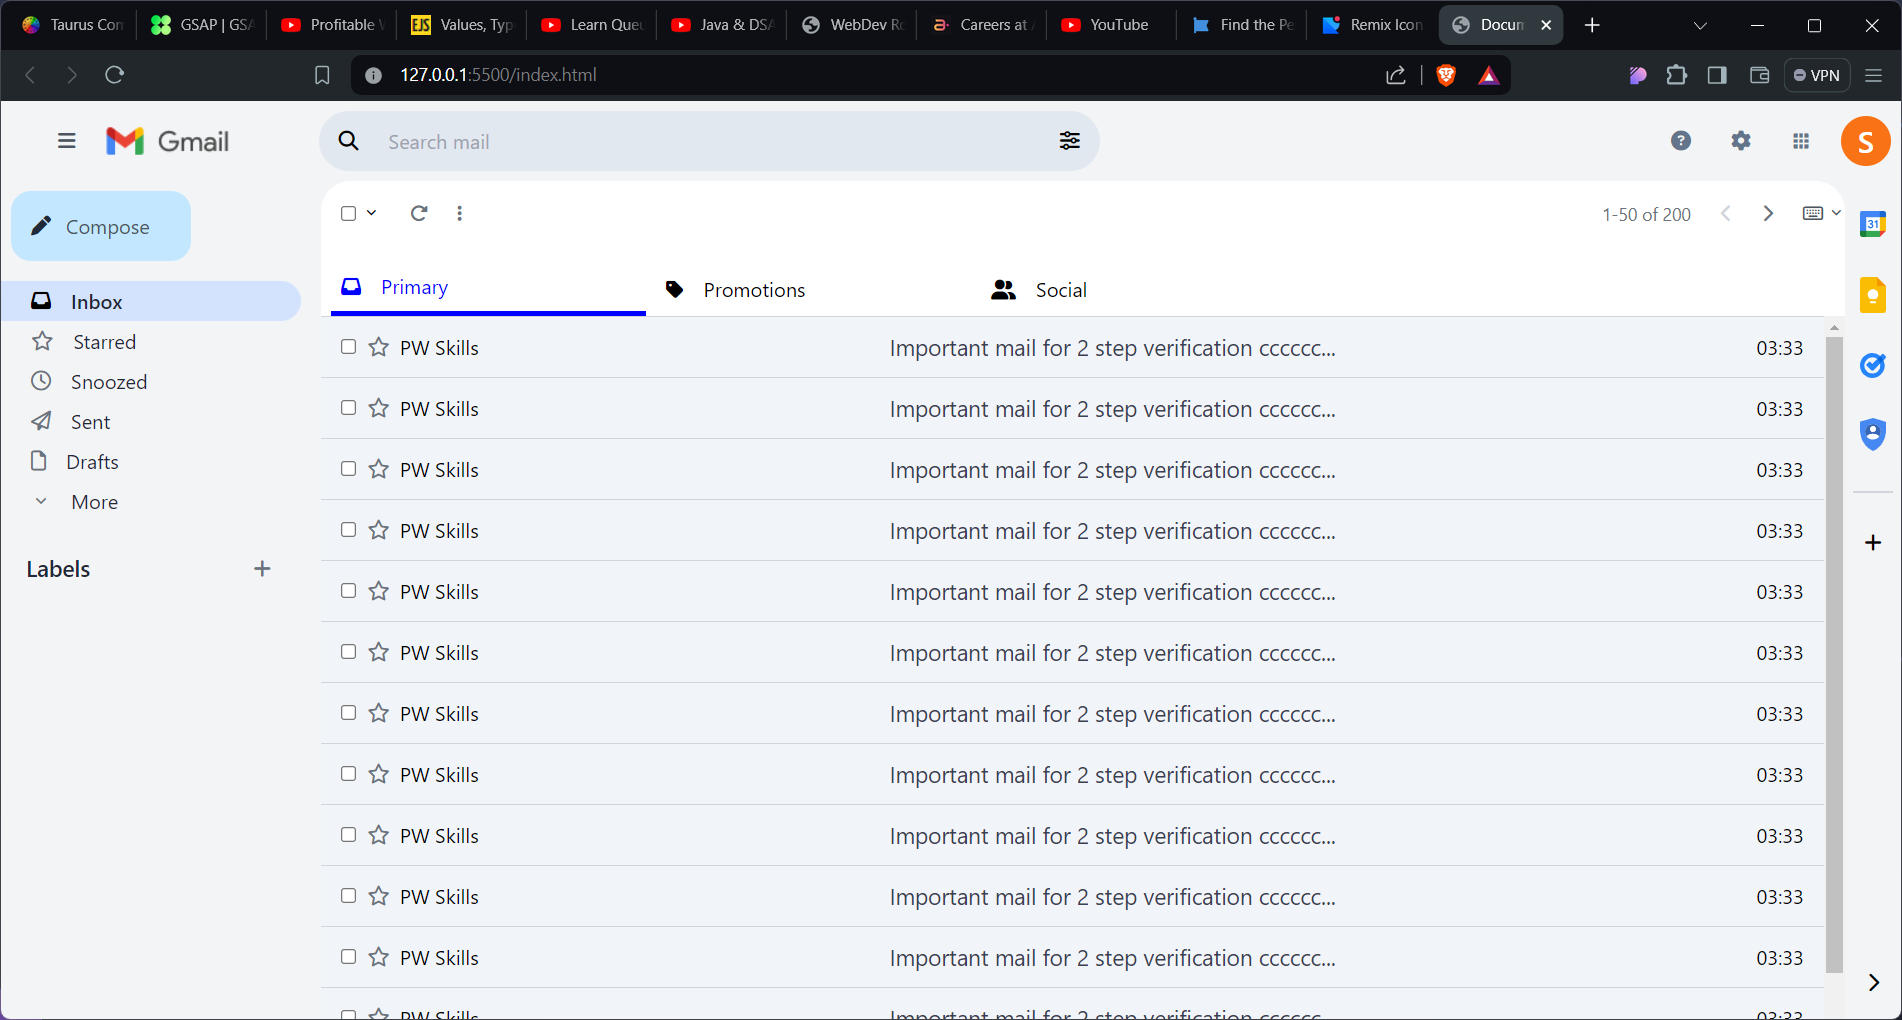 Taurus Con GSAP | GSA Profitable W Values, Typ Learn Queu Java & DSA WebDev Ro Careers at A YouTube Find the Pe Remix Icon Docum
127.0.0.1:5500/index.html VPN
Gmail Search mail ? S
Compose
1-50 of 200
31
Primary Promotions Social
Inbox
Starred
Snoozed
Sent
Drafts
More
Labels
PW Skills Important mail for 2 step verification cccccc... 03:33
PW Skills Important mail for 2 step verification cccccc... 03:33
PW Skills Important mail for 2 step verification cccccc... 03:33
PW Skills Important mail for 2 step verification cccccc... 03:33
PW Skills Important mail for 2 step verification cccccc... 03:33
PW Skills Important mail for 2 step verification cccccc... 03:33
PW Skills Important mail for 2 step verification cccccc... 03:33
PW Skills Important mail for 2 step verification cccccc... 03:33
PW Skills Important mail for 2 step verification cccccc... 03:33
PW Skills Important mail for 2 step verification cccccc... 03:33
PW Skills Important mail for 2 step verification cccccc... 03:33
PW Skills Important mail for 2 step verification cccccc... 03:33